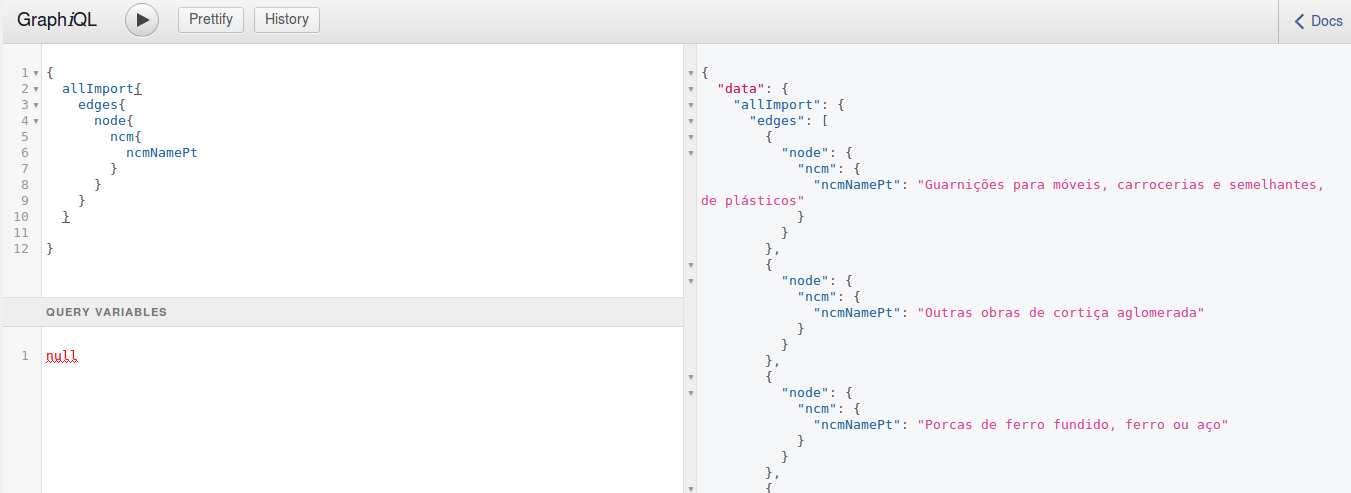 GraphiQL Prettify History Docs
1 {
2 allImport{
3 edges{
4 node{
5 ncm{
6 ncmNamePt
7 }
8 }
9 }
10 }
11
12 }
QUERY VARIABLES
1 null
{
"data": {
"allImport": {
"edges": [
{
"node": {
"ncm": {
"ncmNamePt": "Guarnições para móveis, carrocerias e semelhantes,
de plásticos"
}
}
},
{
"node": {
"ncm": {
"ncmNamePt": "Outras obras de cortiça aglomerada"
}
}
},
{
"node": {
"ncm": {
"ncmNamePt": "Porcas de ferro fundido, ferro ou aço"
}
}
},
{